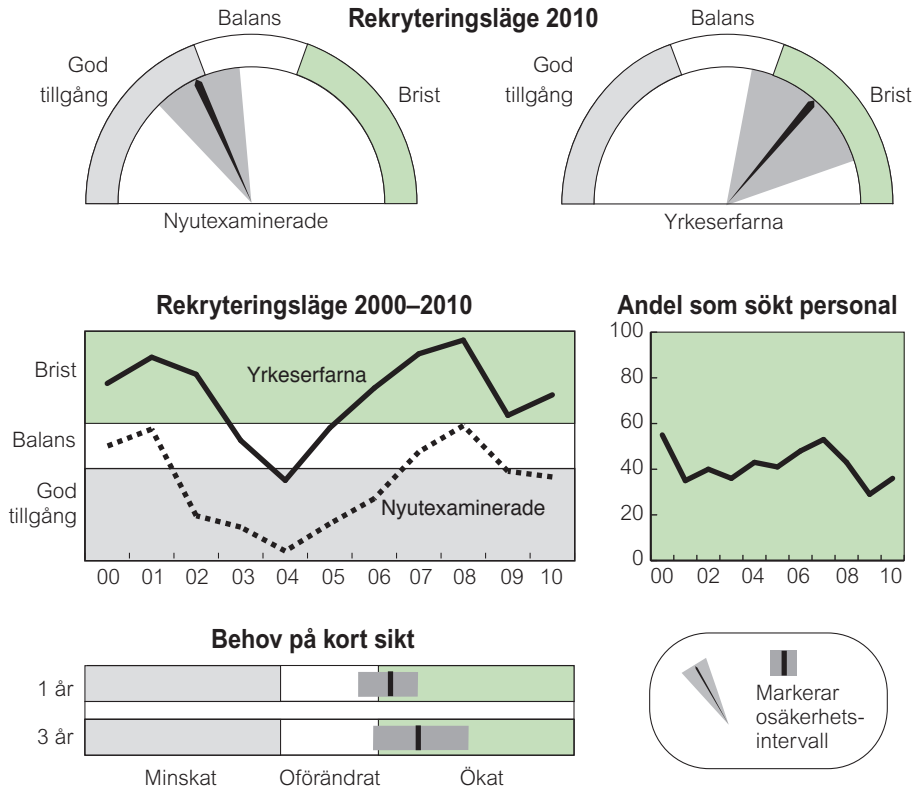 Rekryteringsläge 2010
Balans
God
tillgång
Brist
Nyutexaminerade
Balans
God
tillgång
Brist
Yrkeserfarna
Rekryteringsläge 2000–2010
Brist
Balans
God
tillgång
Yrkeserfarna
Nyutexaminerade
00 01 02 03 04 05 06 07 08 09 10
Andel som sökt personal
100
80
60
40
20
0
00 02 04 06 08 10
Behov på kort sikt
1 år
3 år
Minskat Oförändrat Ökat
Markerar
osäkerhets-
intervall